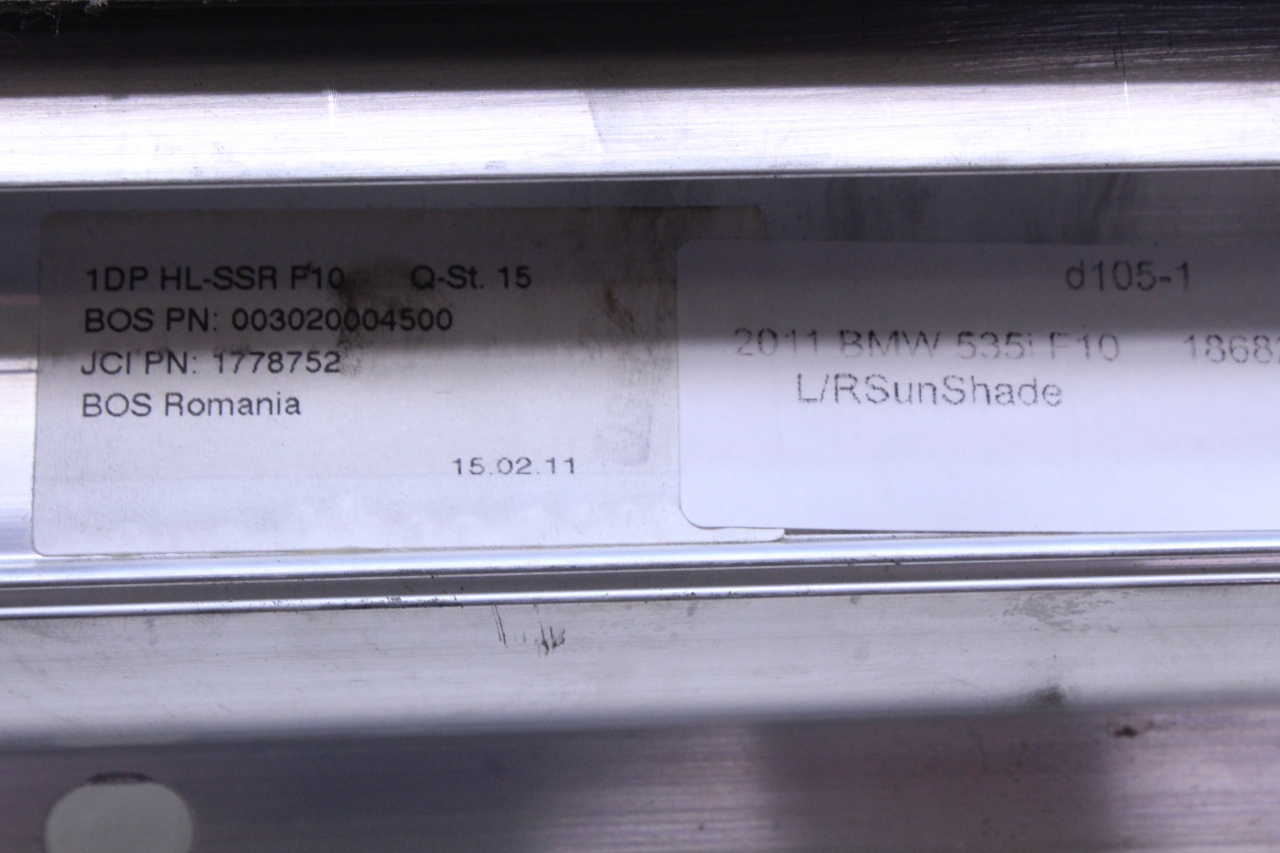 1DP HL-SSR F10 Q-St. 15
BOS PN: 003020004500
JCI PN: 1778752
BOS Romania
15.02.11
d105-1
2011 BMW 535i F10
L/RSunShade